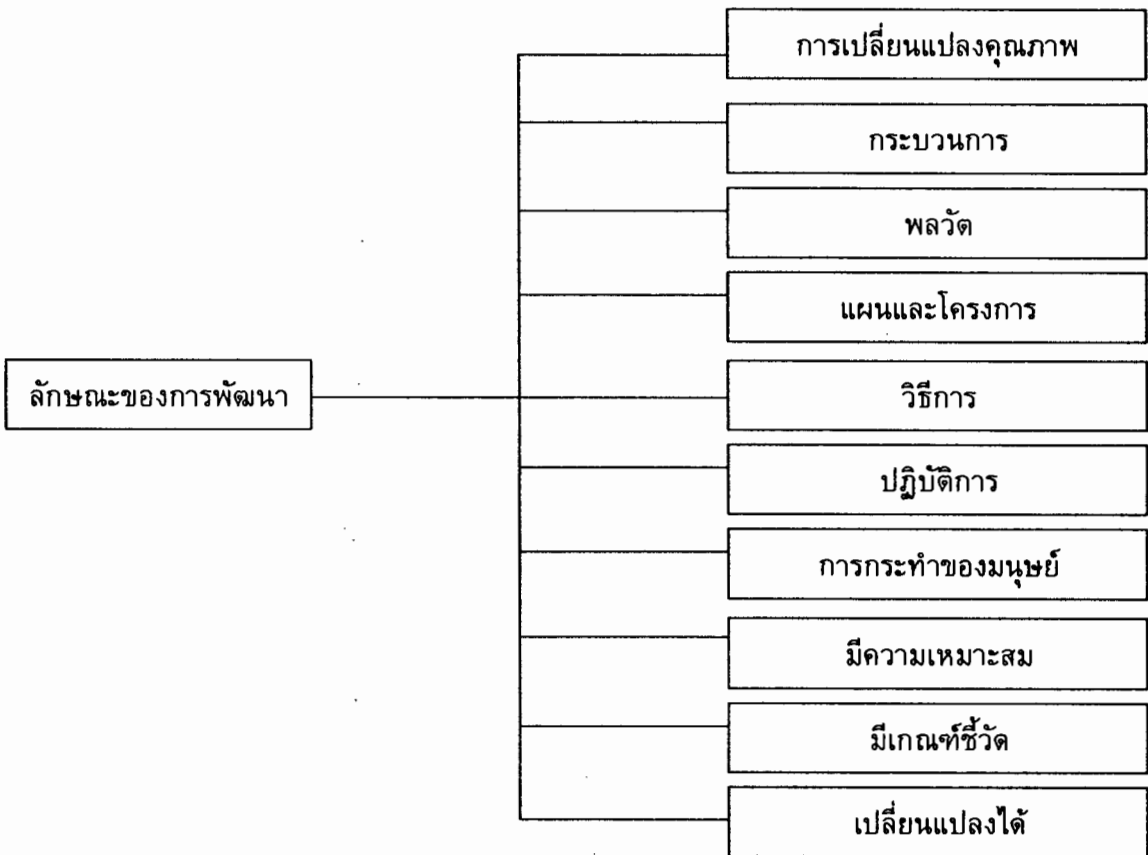 การเปลี่ยนแปลงคุณภาพ
กระบวนการ
พลวัต
แผนและโครงการ
ลักษณะของการพัฒนา
วิธีการ
ปฏิบัติการ
การกระทำของมนุษย์
มีความเหมาะสม
มีเกณฑ์ชี้วัด
เปลี่ยนแปลงได้